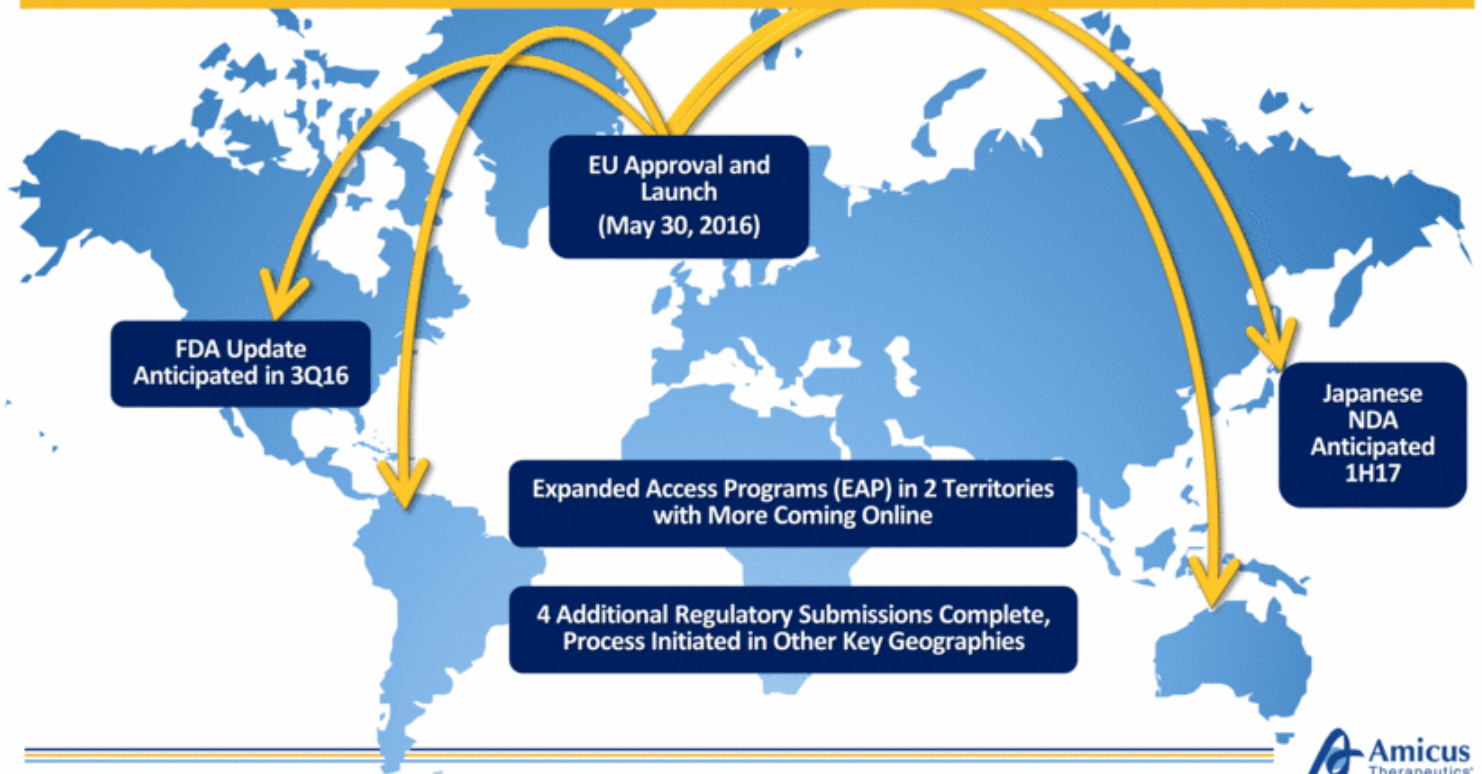 EU Approval and
Launch
(May 30, 2016)
FDA Update
Anticipated in 3Q16
Japanese
NDA
Anticipated
1H17
Expanded Access Programs (EAP) in 2 Territories
with More Coming Online
4 Additional Regulatory Submissions Complete,
Process Initiated in Other Key Geographies
Amicus
Therapeutics